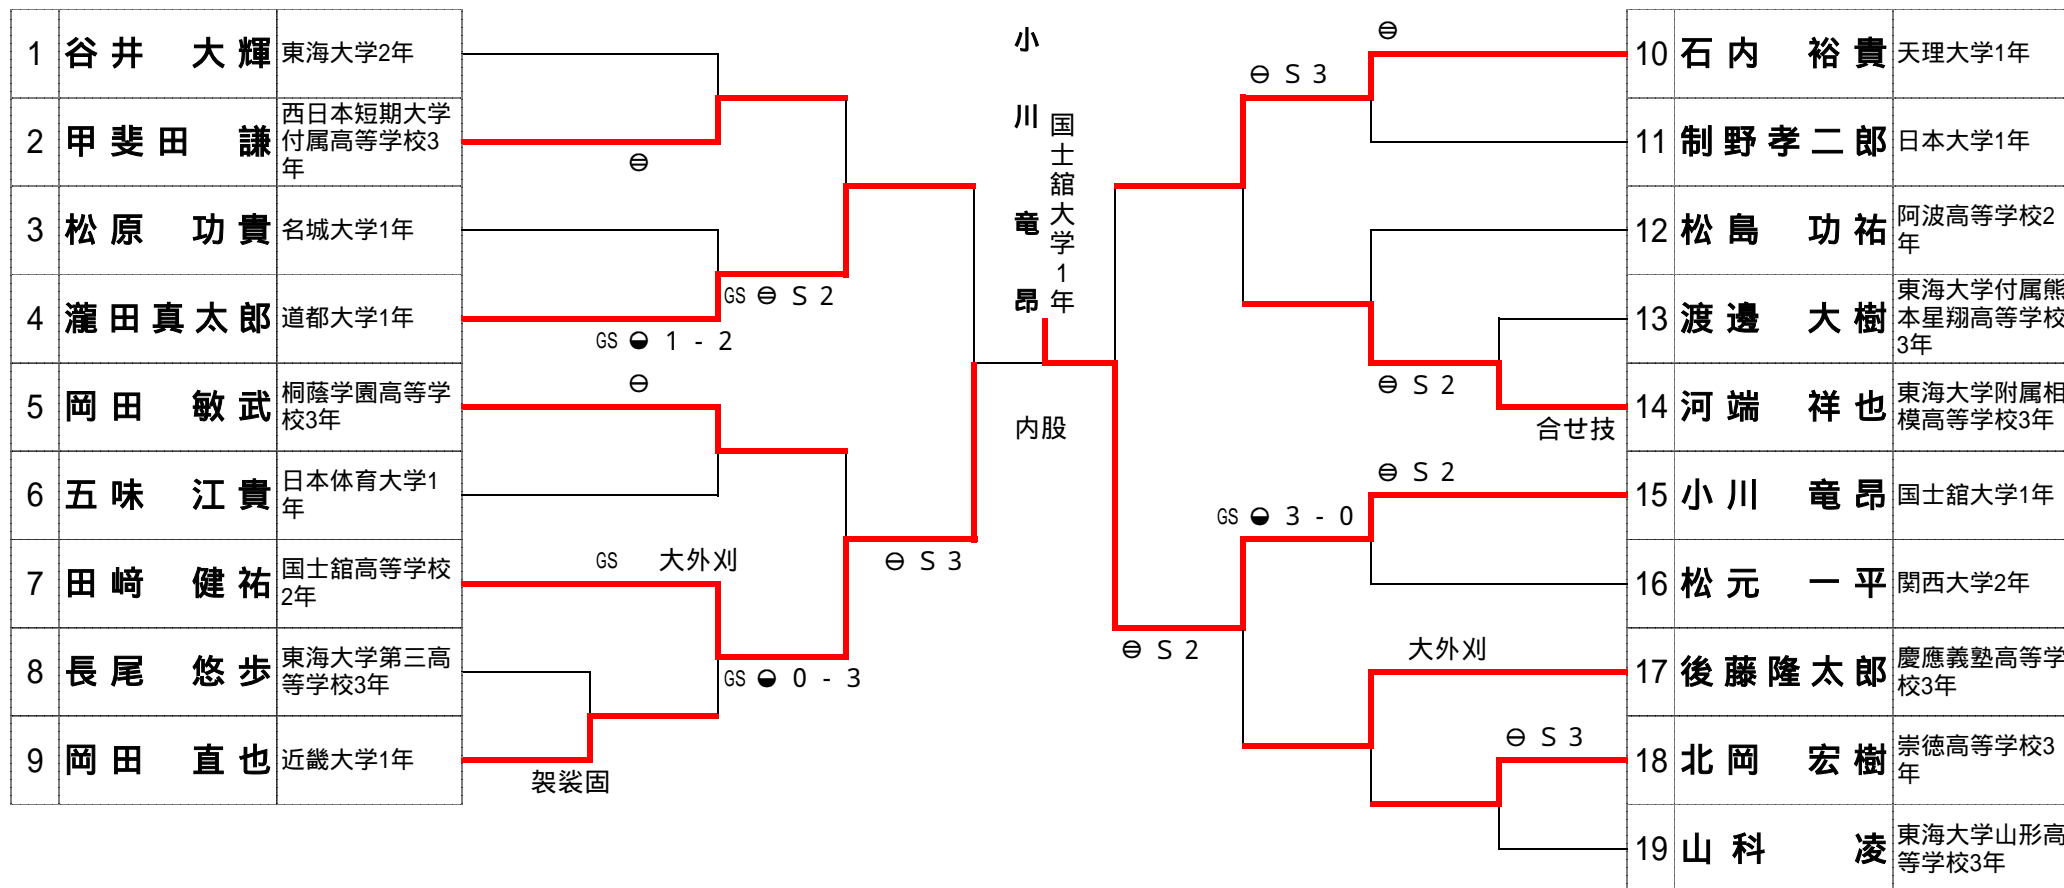 1 谷井 大輝 東海大学2年
2 甲斐田 謙 西日本短期大学
付属高等学校3
年
⊖
3 松原 功貴 名城大学1年
GS ⊖ S 2
4 瀧田真太郎 道都大学1年
GS ◒ 1 - 2
5 岡田 敏武 桐蔭学園高等学
校3年
⊖
6 五味 江貴 日本体育大学1
年
GS 大外刈
7 田﨑 健祐 国士舘高等学校
2年
⊖ S 3
8 長尾 悠歩 東海大学第三高
等学校3年
GS ◒ 0 - 3
9 岡田 直也 近畿大学1年
袈裟固
小川竜昂
国士舘大学1年
内股
⊖
10 石内 裕貴 天理大学1年
⊖ S 3
11 制野孝二郎 日本大学1年
12 松島 功祐 阿波高等学校2
年
13 渡邊 大樹 東海大学付属熊
本星翔高等学校
3年
⊖ S 2
14 河端 祥也 東海大学附属相
模高等学校3年
合せ技
⊖ S 2
15 小川 竜昂 国士舘大学1年
GS ◒ 3 - 0
16 松元 一平 関西大学2年
⊖ S 2
大外刈
17 後藤隆太郎 慶應義塾高等学
校3年
⊖ S 3
18 北岡 宏樹 崇徳高等学校3
年
19 山科 凌 東海大学山形高
等学校3年